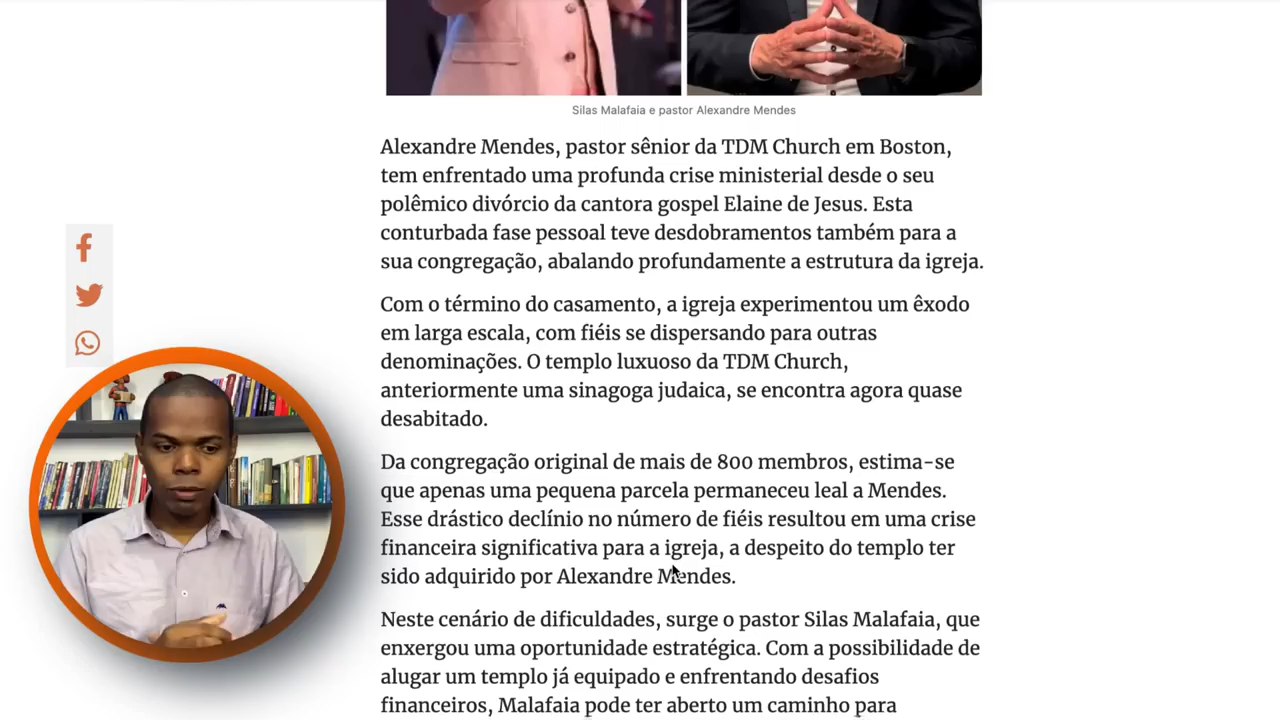 Silas Malafaia e pastor Alexandre Mendes
Alexandre Mendes, pastor sênior da TDM Church em Boston,
tem enfrentado uma profunda crise ministerial desde o seu
polêmico divórcio da cantora gospel Elaine de Jesus. Esta
conturbada fase pessoal teve desdobramentos também para a
sua congregação, abalando profundamente a estrutura da igreja.
Com o término do casamento, a igreja experimentou um êxodo
em larga escala, com fiéis se dispersando para outras
denominações. O templo luxuoso da TDM Church,
anteriormente uma sinagoga judaica, se encontra agora quase
desabitado.
Da congregação original de mais de 800 membros, estima-se
que apenas uma pequena parcela permaneceu leal a Mendes.
Esse drástico declínio no número de fiéis resultou em uma crise
financeira significativa para a igreja, a despeito do templo ter
sido adquirido por Alexandre Mendes.
Neste cenário de dificuldades, surge o pastor Silas Malafaia, que
enxergou uma oportunidade estratégica. Com a possibilidade de
alugar um templo já equipado e enfrentando desafios
financeiros, Malafaia pode ter aberto um caminho para